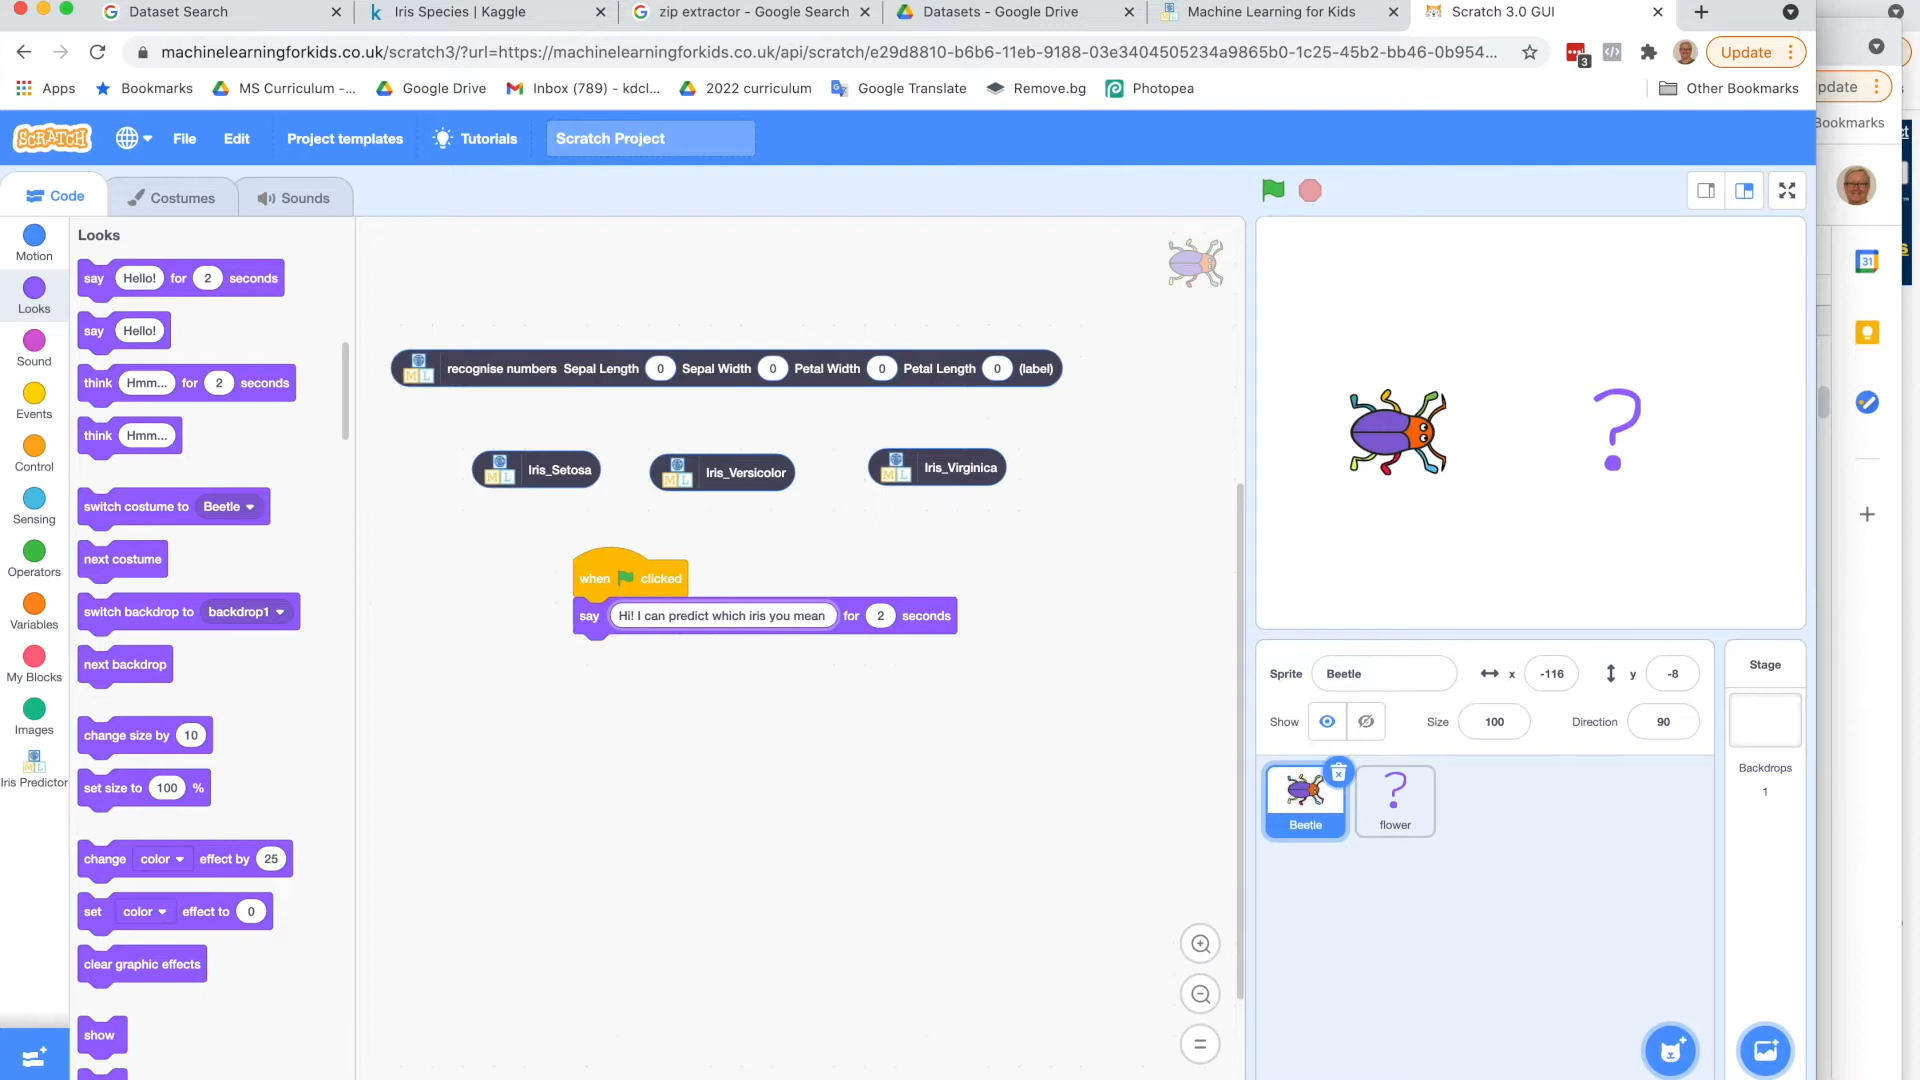 Dataset Search
Iris Species | Kaggle
zip extractor - Google Search
Datasets - Google Drive
Machine Learning for Kids
Scratch 3.0 GUI
machinelearningforkids.co.uk/scratch3/?url=https://machinelearningforkids.co.uk/api/scratch/e29d8810-b6b6-11eb-9188-03e3404505234a9865b0-1c25-45b2-bb46-0b954...
3
Update
Apps
Bookmarks
MS Curriculum -...
Google Drive
Inbox (789) - kdcl...
2022 curriculum
Google Translate
Remove.bg
Photopea
Other Bookmarks
pdate
Bookmarks
SCRATCH
File
Edit
Project templates
Tutorials
Scratch Project
Code
Costumes
Sounds
Motion
Looks
Sound
Events
Control
Sensing
Operators
Variables
My Blocks
Images
Iris Predictor
Looks
say Hello! for 2 seconds
say Hello!
think Hmm... for 2 seconds
think Hmm...
switch costume to Beetle
next costume
switch backdrop to backdrop1
next backdrop
change size by 10
set size to 100 %
change color effect by 25
set color effect to 0
clear graphic effects
show
ML recognise numbers Sepal Length 0 Sepal Width 0 Petal Width 0 Petal Length 0 (label)
ML Iris_Setosa
ML Iris_Versicolor
ML Iris_Virginica
when clicked
say Hi! I can predict which iris you mean for 2 seconds
?
Sprite Beetle x -116 y -8
Show Size 100 Direction 90
Beetle
?
flower
Stage
Backdrops
1
31